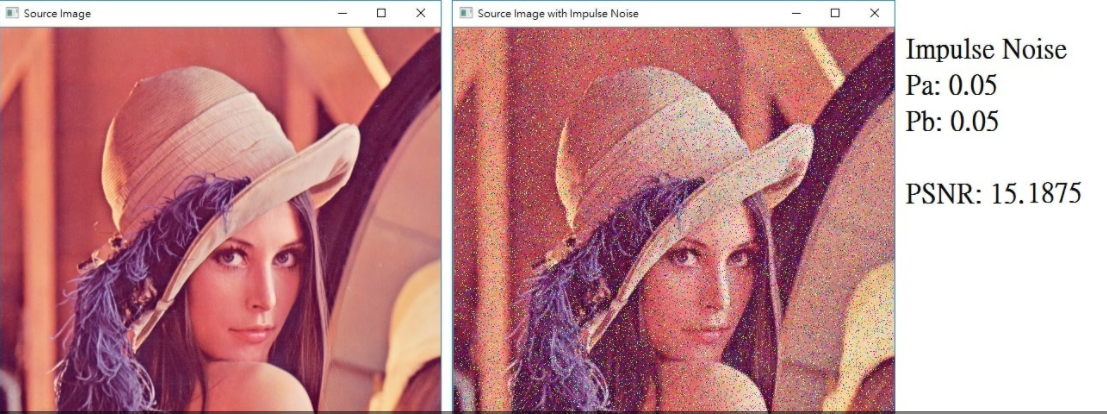 Source Image
Source Image with Impulse Noise
Impulse Noise
Pa: 0.05
Pb: 0.05
PSNR: 15.1875